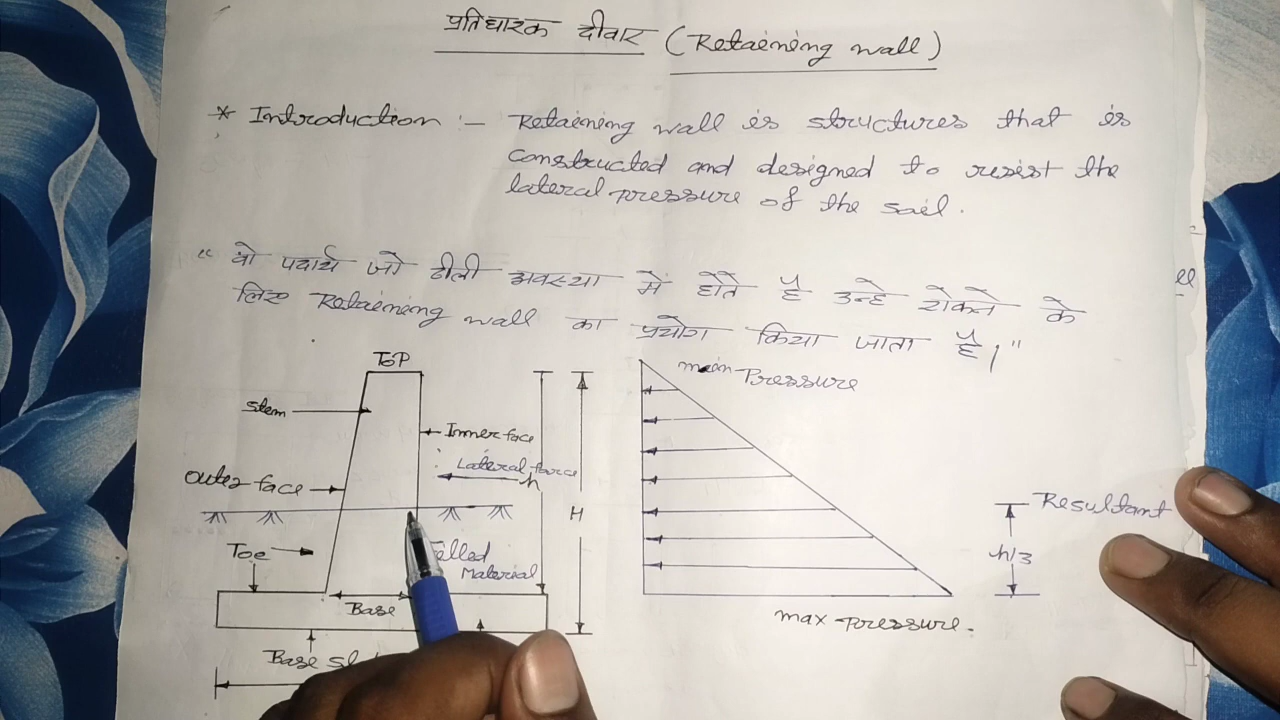 प्रतिधारक दीवार (Retaining wall)
* Introduction :- Retaining wall is structures that is
constructed and designed to resist the
lateral pressure of the soil.
"वो पदार्थ जो ढीली अवस्था में होते है उन्हे रोकने के
लिए Retaining wall का प्रयोग किया जाता है।"
TOP
min Pressure
stem
Inner face
Lateral force
h
outer face
H
Resultant
Toe
Filled
Material
h/3
Base
max pressure.
Base